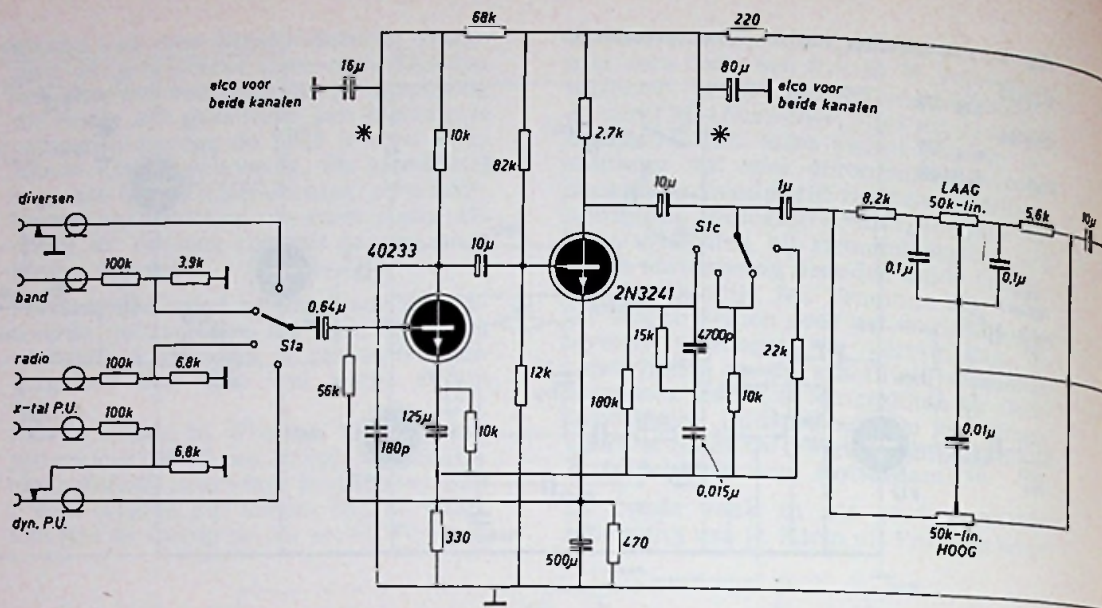 68k
220
16µ
80µ
elco voor
beide kanalen
elco voor
beide kanalen
*
*
10k
82k
2,7k
diversen
10µ
1µ
8,2k
LAAG
50k-lin.
5,6k
10µ
S1c
40233
10µ
0,1µ
0,1µ
100k
3,9k
band
0,64µ
2N3241
S1a
15k
4700p
22k
radio
100k
6,8k
56k
12k
180k
10k
x-tal P.U.
100k
125µ
10k
0,01µ
180p
6,8k
0,015µ
dyn. P.U.
330
500µ
470
50k-lin.
HOOG